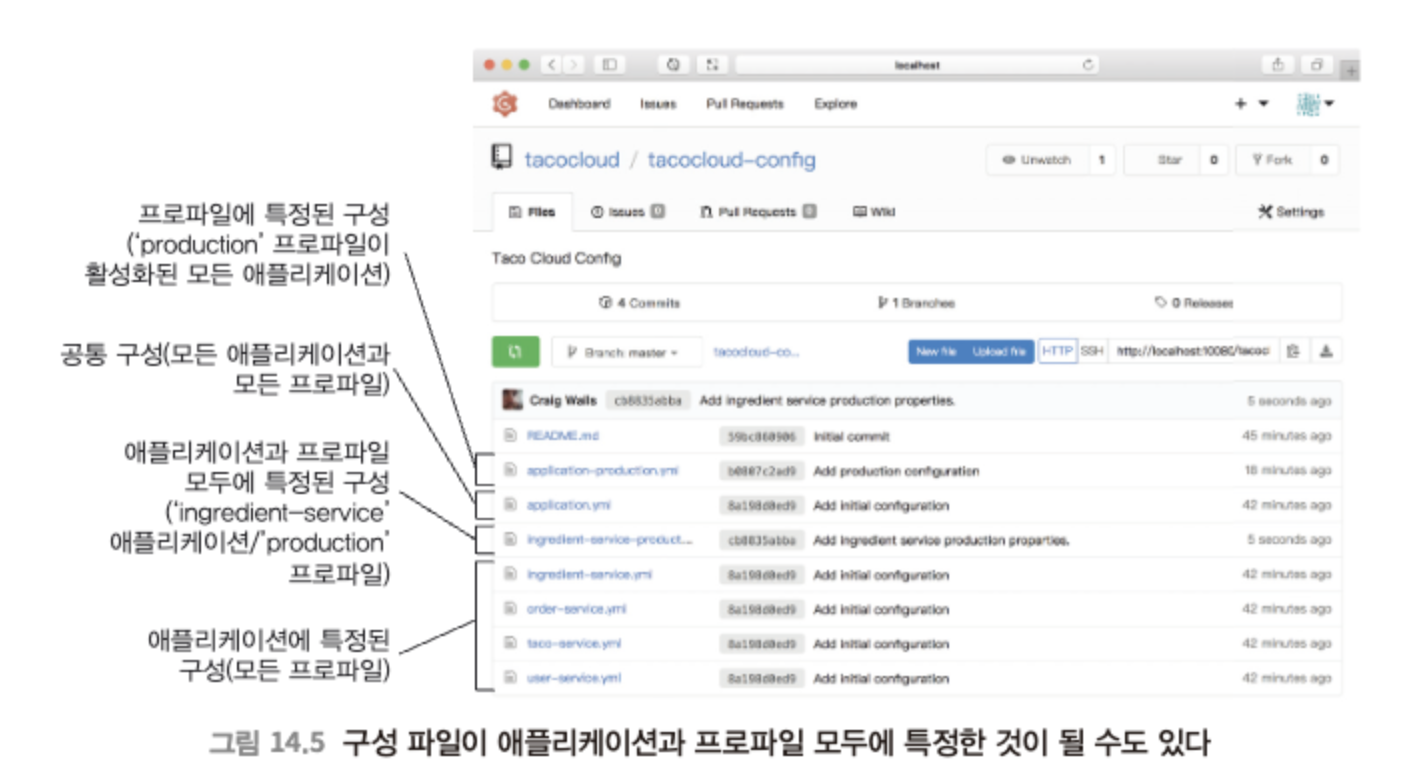 localhost
Dashboard Issues Pull Requests Explore
tacocloud / tacocloud-config
Unwatch 1 Star 0 Fork 0
Files Issues 0 Pull Requests 0 Wiki Settings
Taco Cloud Config
4 Commits 1 Branches 0 Releases
Branch: master tacocloud-co... New file Upload file HTTP SSH http://localhost:10080/tacocl
Craig Walls cb8835abba Add ingredient service production properties. 5 seconds ago
README.md 59bc860906 Initial commit 45 minutes ago
application-production.yml b0807c2ad9 Add production configuration 18 minutes ago
application.yml 8a198d0ed9 Add initial configuration 42 minutes ago
ingredient-service-product... cb8835abba Add ingredient service production properties. 5 seconds ago
ingredient-service.yml 8a198d0ed9 Add initial configuration 42 minutes ago
order-service.yml 8a198d0ed9 Add initial configuration 42 minutes ago
taco-service.yml 8a198d0ed9 Add initial configuration 42 minutes ago
user-service.yml 8a198d0ed9 Add initial configuration 42 minutes ago
프로파일에 특정된 구성
('production' 프로파일이
활성화된 모든 애플리케이션)
공통 구성(모든 애플리케이션과
모든 프로파일)
애플리케이션과 프로파일
모두에 특정된 구성
('ingredient-service'
애플리케이션/'production'
프로파일)
애플리케이션에 특정된
구성(모든 프로파일)
그림 14.5 구성 파일이 애플리케이션과 프로파일 모두에 특정한 것이 될 수도 있다